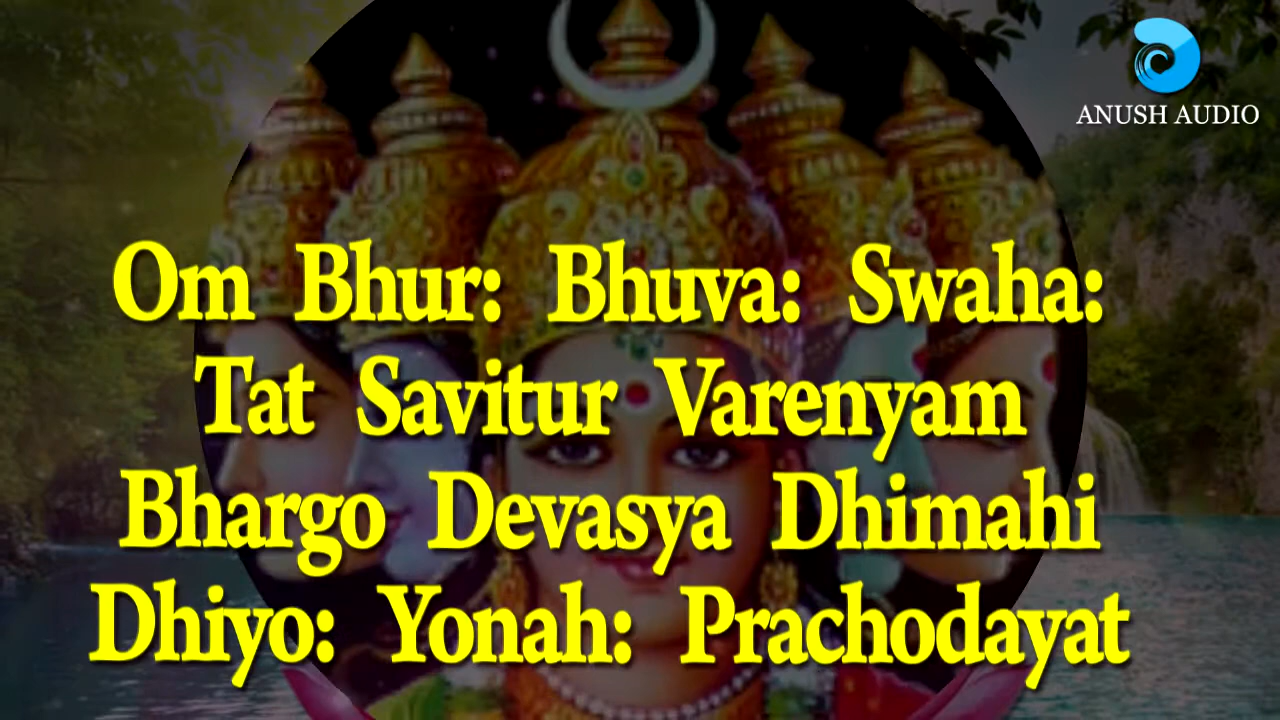 ANUSH AUDIO
Om Bhur: Bhuva: Swaha:
Tat Savitur Varenyam
Bhargo Devasya Dhimahi
Dhiyo: Yonah: Prachodayat